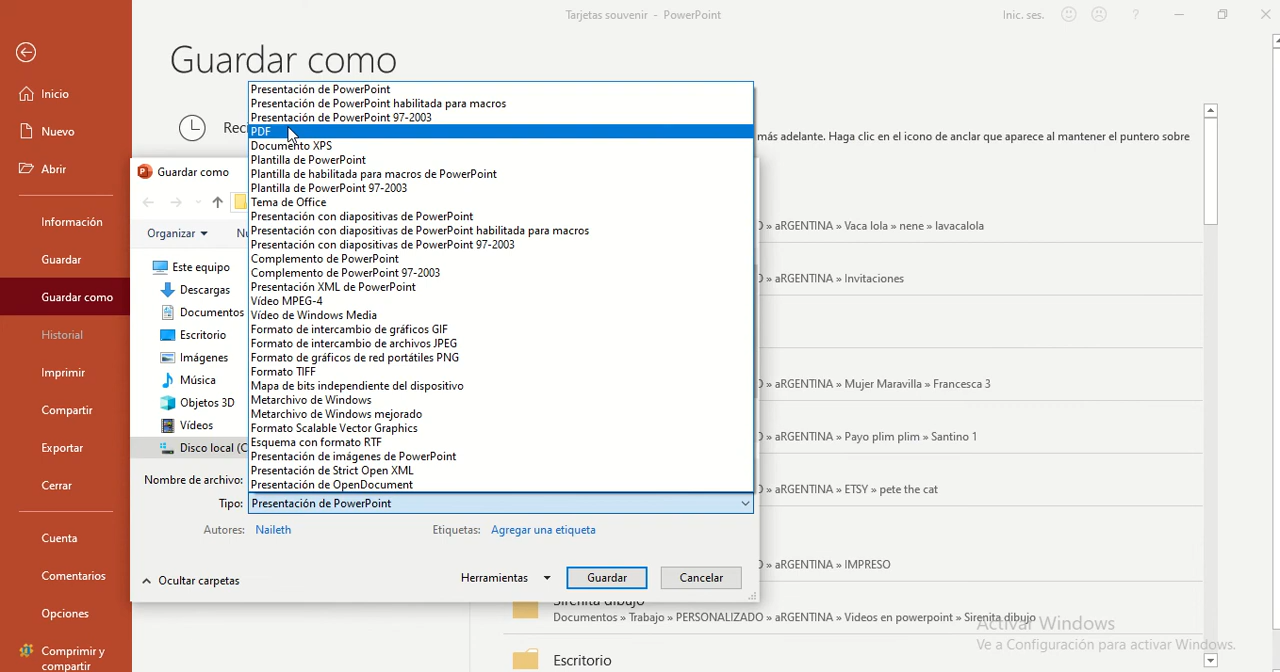 Tarjetas souvenir - PowerPoint
Inic. ses.
?
Guardar como
Inicio
Nuevo
Abrir
Información
Guardar
Guardar como
Historial
Imprimir
Compartir
Exportar
Cerrar
Cuenta
Comentarios
Opciones
Comprimir y
compartir
más adelante. Haga clic en el icono de anclar que aparece al mantener el puntero sobre
» aRGENTINA » Vaca lola » nene » lavacalola
» aRGENTINA » Invitaciones
» aRGENTINA » Mujer Maravilla » Francesca 3
» aRGENTINA » Payo plim plim » Santino 1
» aRGENTINA » ETSY » pete the cat
» aRGENTINA » IMPRESO
Sirenita dibujo
Documentos » Trabajo » PERSONALIZADO » aRGENTINA » Videos en powerpoint » Sirenita dibujo
Escritorio
Guardar como
Organizar
Este equipo
Descargas
Documentos
Escritorio
Imágenes
Música
Objetos 3D
Vídeos
Disco local (C
Presentación de PowerPoint
Presentación de PowerPoint habilitada para macros
Presentación de PowerPoint 97-2003
PDF
Documento XPS
Plantilla de PowerPoint
Plantilla de habilitada para macros de PowerPoint
Plantilla de PowerPoint 97-2003
Tema de Office
Presentación con diapositivas de PowerPoint
Presentación con diapositivas de PowerPoint habilitada para macros
Presentación con diapositivas de PowerPoint 97-2003
Complemento de PowerPoint
Complemento de PowerPoint 97-2003
Presentación XML de PowerPoint
Vídeo MPEG-4
Vídeo de Windows Media
Formato de intercambio de gráficos GIF
Formato de intercambio de archivos JPEG
Formato de gráficos de red portátiles PNG
Formato TIFF
Mapa de bits independiente del dispositivo
Metarchivo de Windows
Metarchivo de Windows mejorado
Formato Scalable Vector Graphics
Esquema con formato RTF
Presentación de imágenes de PowerPoint
Presentación de Strict Open XML
Presentación de OpenDocument
Nombre de archivo:
Tipo: Presentación de PowerPoint
Autores: Naileth
Etiquetas: Agregar una etiqueta
Ocultar carpetas
Herramientas
Guardar
Cancelar
Activar Windows
Ve a Configuración para activar Windows.